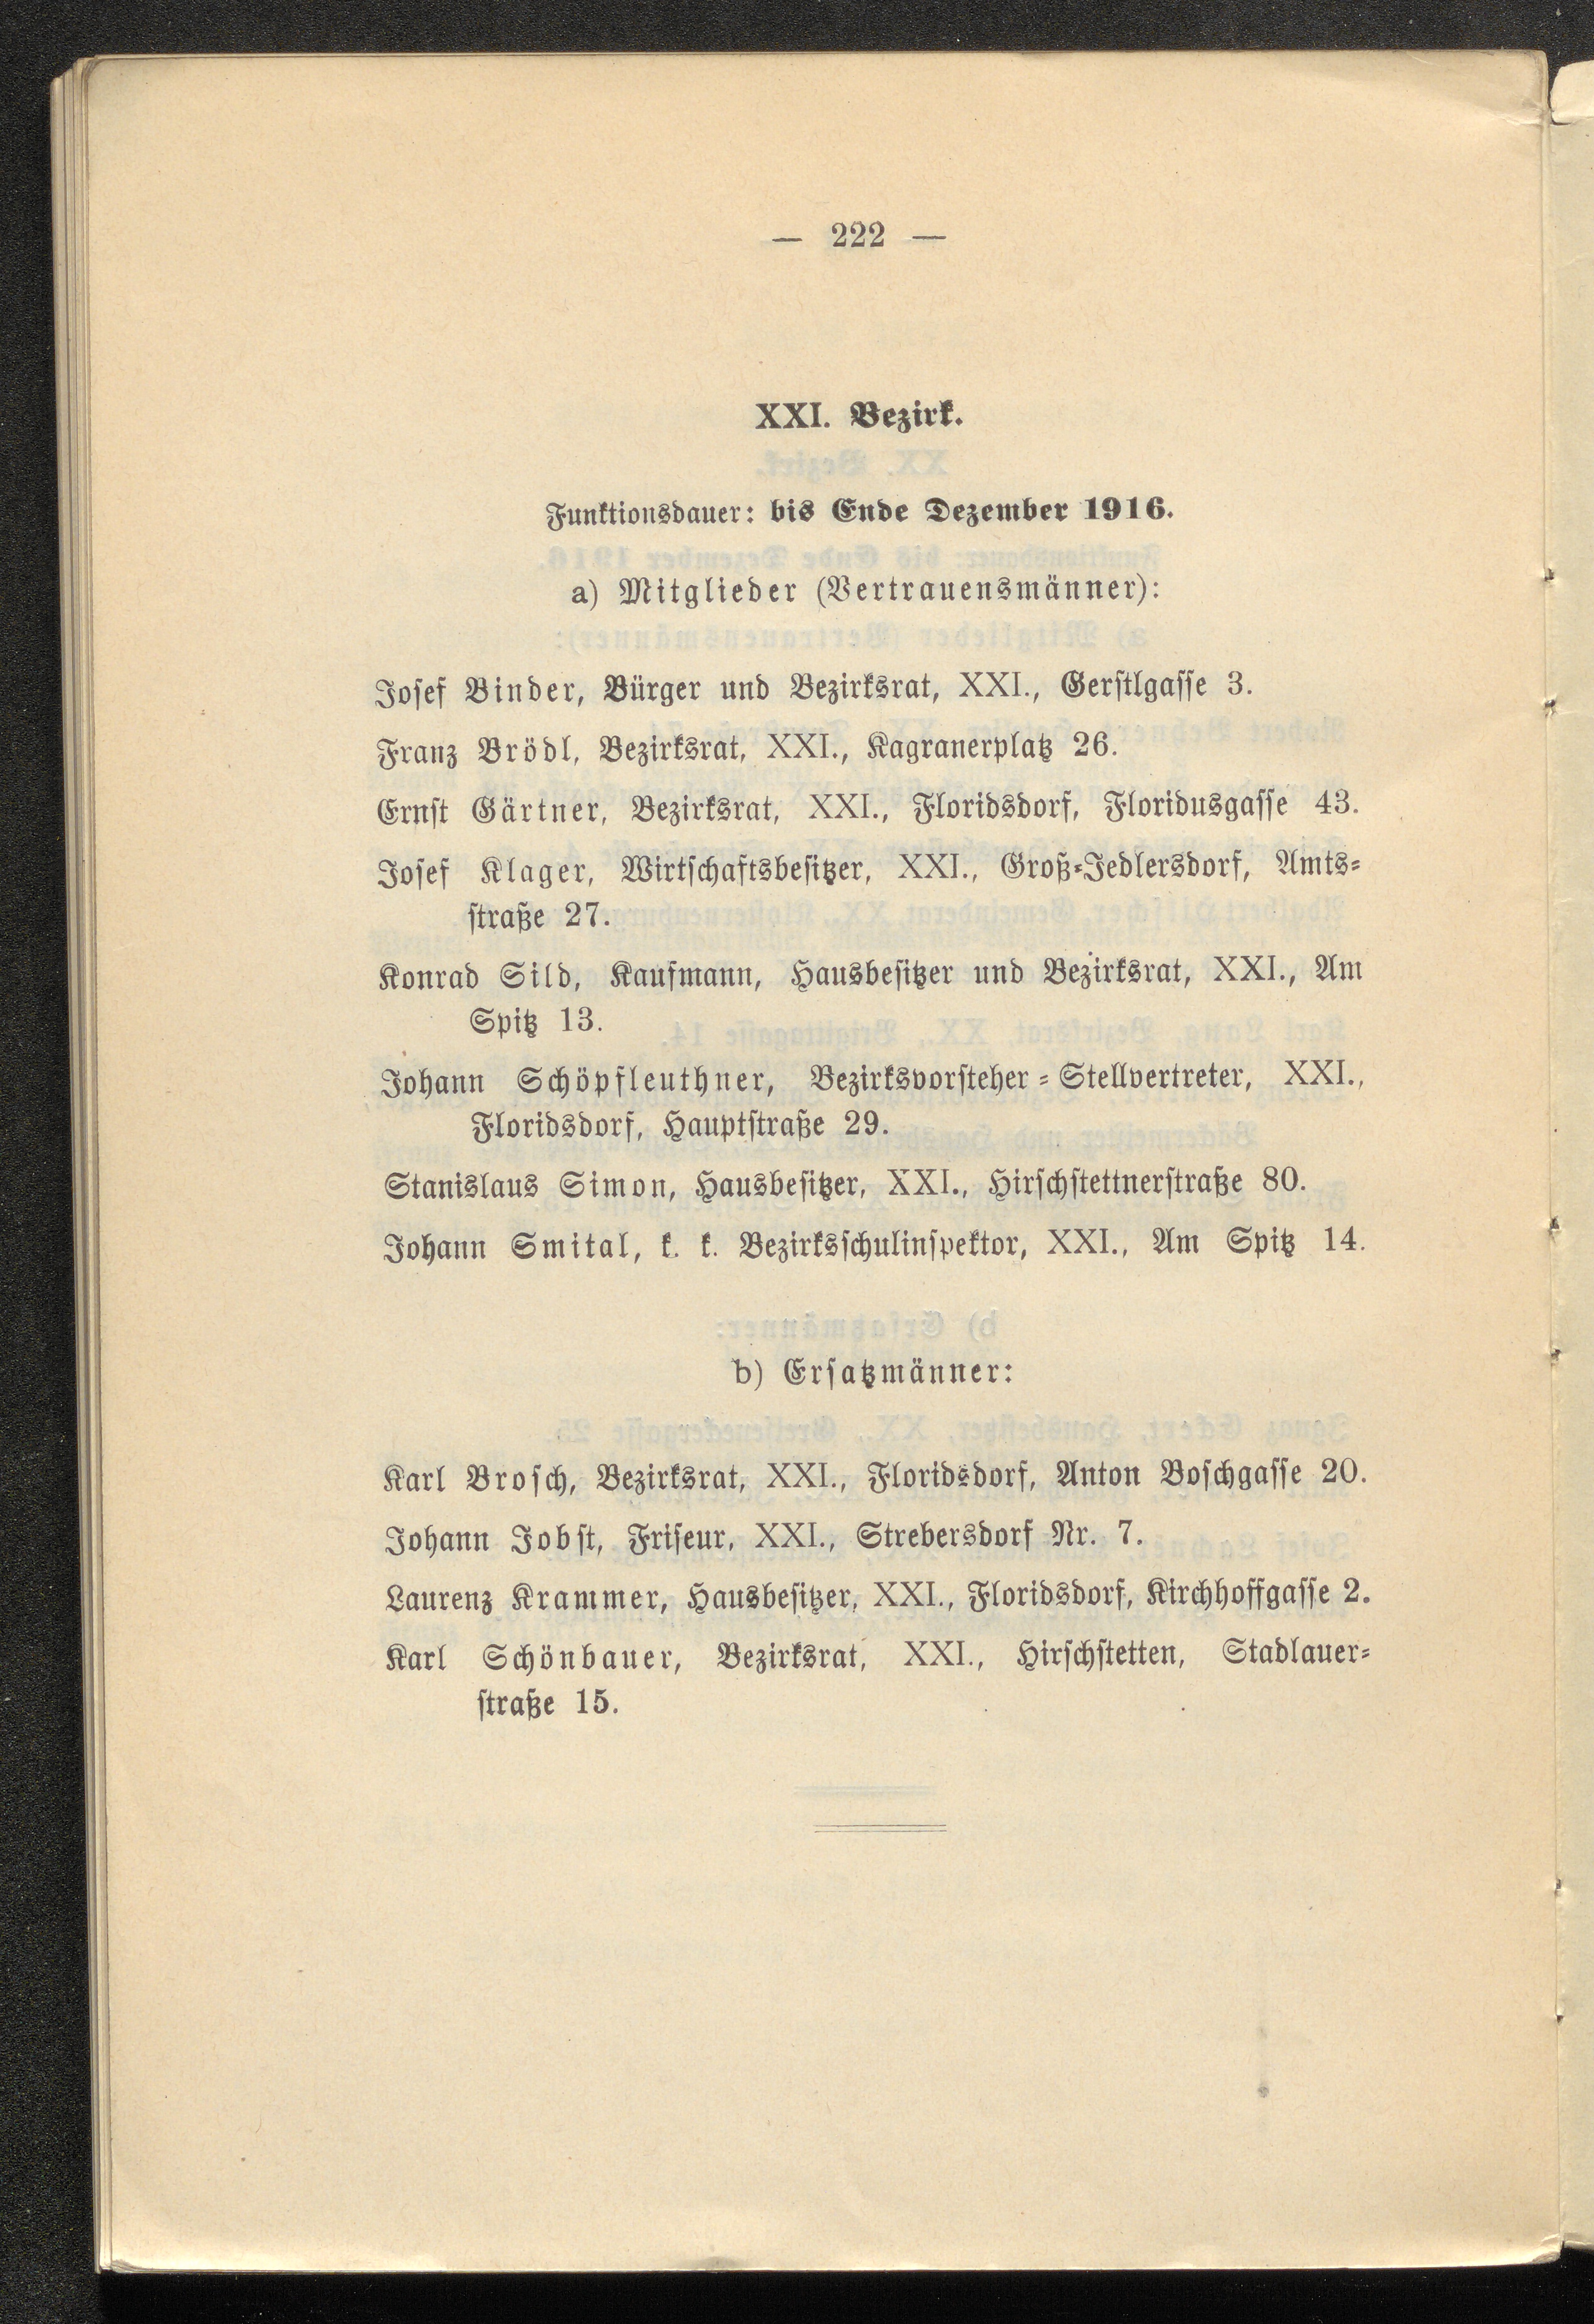 — 222 —
XXI. Bezirk.
Funktionsdauer: bis Ende Dezember 1916.
a) Mitglieder (Vertrauensmänner):
Josef Binder, Bürger und Bezirksrat, XXI., Gerstlgasse 3.
Franz Brödl, Bezirksrat, XXI., Kagranerplatz 26.
Ernst Gärtner, Bezirksrat, XXI., Floridsdorf, Floridusgasse 43.
Josef Klager, Wirtschaftsbesitzer, XXI., Groß-Jedlersdorf, Amts-
straße 27.
Konrad Sild, Kaufmann, Hausbesitzer und Bezirksrat, XXI., Am
Spitz 13.
Johann Schöpfleuthner, Bezirksvorsteher-Stellvertreter, XXI.,
Floridsdorf, Hauptstraße 29.
Stanislaus Simon, Hausbesitzer, XXI., Hirschstettnerstraße 80.
Johann Smital, k. k. Bezirksschulinspektor, XXI., Am Spitz 14.
b) Ersatzmänner:
Karl Brosch, Bezirksrat, XXI., Floridsdorf, Anton Boschgasse 20.
Johann Jobst, Friseur, XXI., Strebersdorf Nr. 7.
Laurenz Krammer, Hausbesitzer, XXI., Floridsdorf, Kirchhoffgasse 2.
Karl Schönbauer, Bezirksrat, XXI., Hirschstetten, Stadlauer-
straße 15.